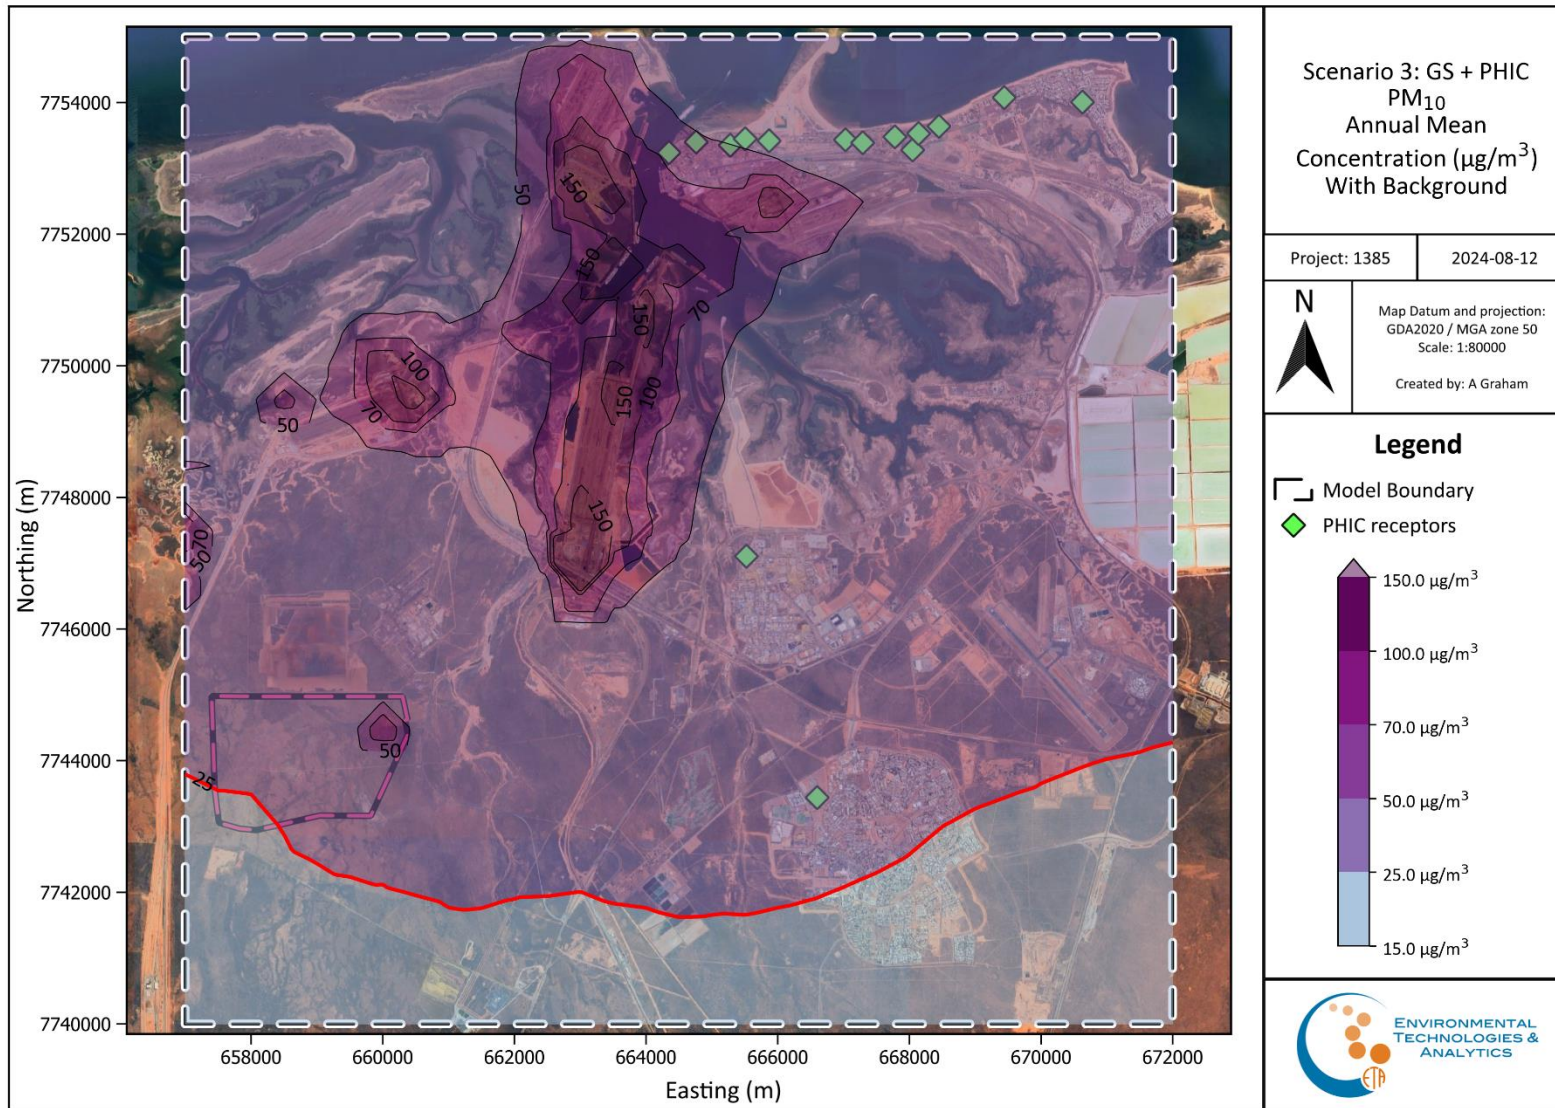 Scenario 3: GS + PHIC
PM10
Annual Mean
Concentration (µg/m³)
With Background
Project: 1385
2024-08-12
N
Map Datum and projection:
GDA2020 / MGA zone 50
Scale: 1:80000
Created by: A Graham
Legend
Model Boundary
PHIC receptors
150.0 µg/m³
100.0 µg/m³
70.0 µg/m³
50.0 µg/m³
25.0 µg/m³
15.0 µg/m³
ENVIRONMENTAL
TECHNOLOGIES &
ANALYTICS
ETA
Northing (m)
7754000
7752000
7750000
7748000
7746000
7744000
7742000
7740000
658000
660000
662000
664000
666000
668000
670000
672000
Easting (m)
50
150
150
150
70
100
70
50
150
100
150
70
50
50
25